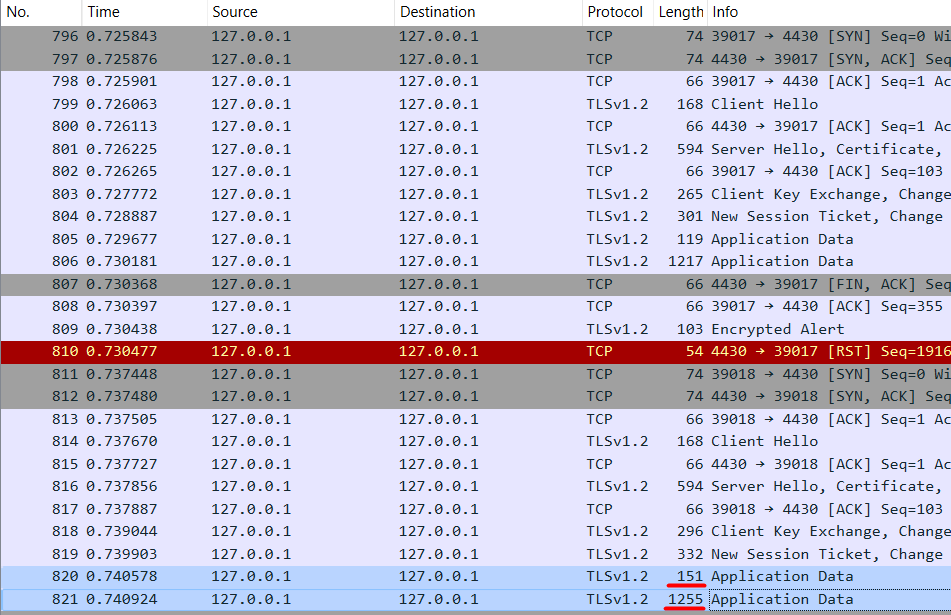 No. Time Source Destination Protocol Length Info
796 0.725843 127.0.0.1 127.0.0.1 TCP 74 39017 → 4430 [SYN] Seq=0 Wi
797 0.725876 127.0.0.1 127.0.0.1 TCP 74 4430 → 39017 [SYN, ACK] Seq
798 0.725901 127.0.0.1 127.0.0.1 TCP 66 39017 → 4430 [ACK] Seq=1 Ac
799 0.726063 127.0.0.1 127.0.0.1 TLSv1.2 168 Client Hello
800 0.726113 127.0.0.1 127.0.0.1 TCP 66 4430 → 39017 [ACK] Seq=1 Ac
801 0.726225 127.0.0.1 127.0.0.1 TLSv1.2 594 Server Hello, Certificate,
802 0.726265 127.0.0.1 127.0.0.1 TCP 66 39017 → 4430 [ACK] Seq=103
803 0.727772 127.0.0.1 127.0.0.1 TLSv1.2 265 Client Key Exchange, Change
804 0.728887 127.0.0.1 127.0.0.1 TLSv1.2 301 New Session Ticket, Change
805 0.729677 127.0.0.1 127.0.0.1 TLSv1.2 119 Application Data
806 0.730181 127.0.0.1 127.0.0.1 TLSv1.2 1217 Application Data
807 0.730368 127.0.0.1 127.0.0.1 TCP 66 4430 → 39017 [FIN, ACK] Seq
808 0.730397 127.0.0.1 127.0.0.1 TCP 66 39017 → 4430 [ACK] Seq=355
809 0.730438 127.0.0.1 127.0.0.1 TLSv1.2 103 Encrypted Alert
810 0.730477 127.0.0.1 127.0.0.1 TCP 54 4430 → 39017 [RST] Seq=1916
811 0.737448 127.0.0.1 127.0.0.1 TCP 74 39018 → 4430 [SYN] Seq=0 Wi
812 0.737480 127.0.0.1 127.0.0.1 TCP 74 4430 → 39018 [SYN, ACK] Seq
813 0.737505 127.0.0.1 127.0.0.1 TCP 66 39018 → 4430 [ACK] Seq=1 Ac
814 0.737670 127.0.0.1 127.0.0.1 TLSv1.2 168 Client Hello
815 0.737727 127.0.0.1 127.0.0.1 TCP 66 4430 → 39018 [ACK] Seq=1 Ac
816 0.737856 127.0.0.1 127.0.0.1 TLSv1.2 594 Server Hello, Certificate,
817 0.737887 127.0.0.1 127.0.0.1 TCP 66 39018 → 4430 [ACK] Seq=103
818 0.739044 127.0.0.1 127.0.0.1 TLSv1.2 296 Client Key Exchange, Change
819 0.739903 127.0.0.1 127.0.0.1 TLSv1.2 332 New Session Ticket, Change
820 0.740578 127.0.0.1 127.0.0.1 TLSv1.2 151 Application Data
821 0.740924 127.0.0.1 127.0.0.1 TLSv1.2 1255 Application Data